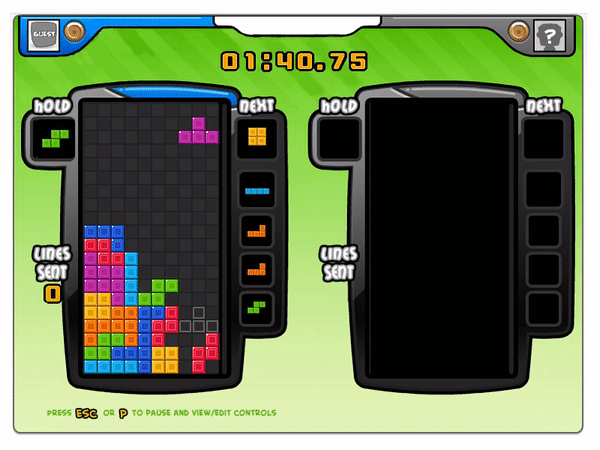 GUEST
?
01:40.75
HOLD
NEXT
HOLD
NEXT
LINES
SENT
0
LINES
SENT
PRESS ESC OR P TO PAUSE AND VIEW/EDIT CONTROLS